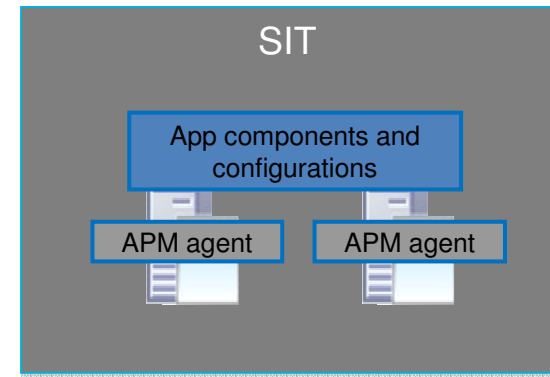 SIT
App components and
configurations
APM agent
APM agent